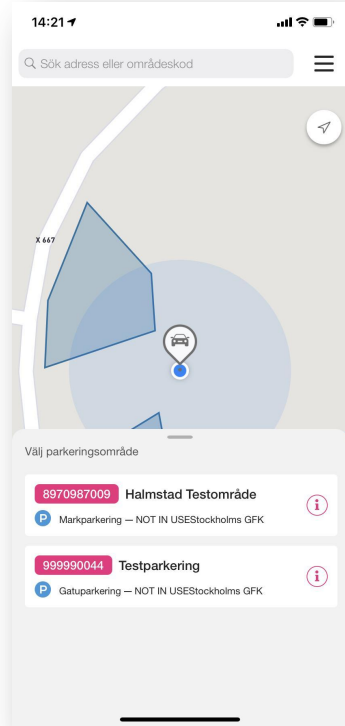 14:21
Sök adress eller områdeskod
X 667
Välj parkeringsområde
8970987009 Halmstad Testområde
P Markparkering — NOT IN USEStockholms GFK
i
999990044 Testparkering
P Gatuparkering — NOT IN USEStockholms GFK
i